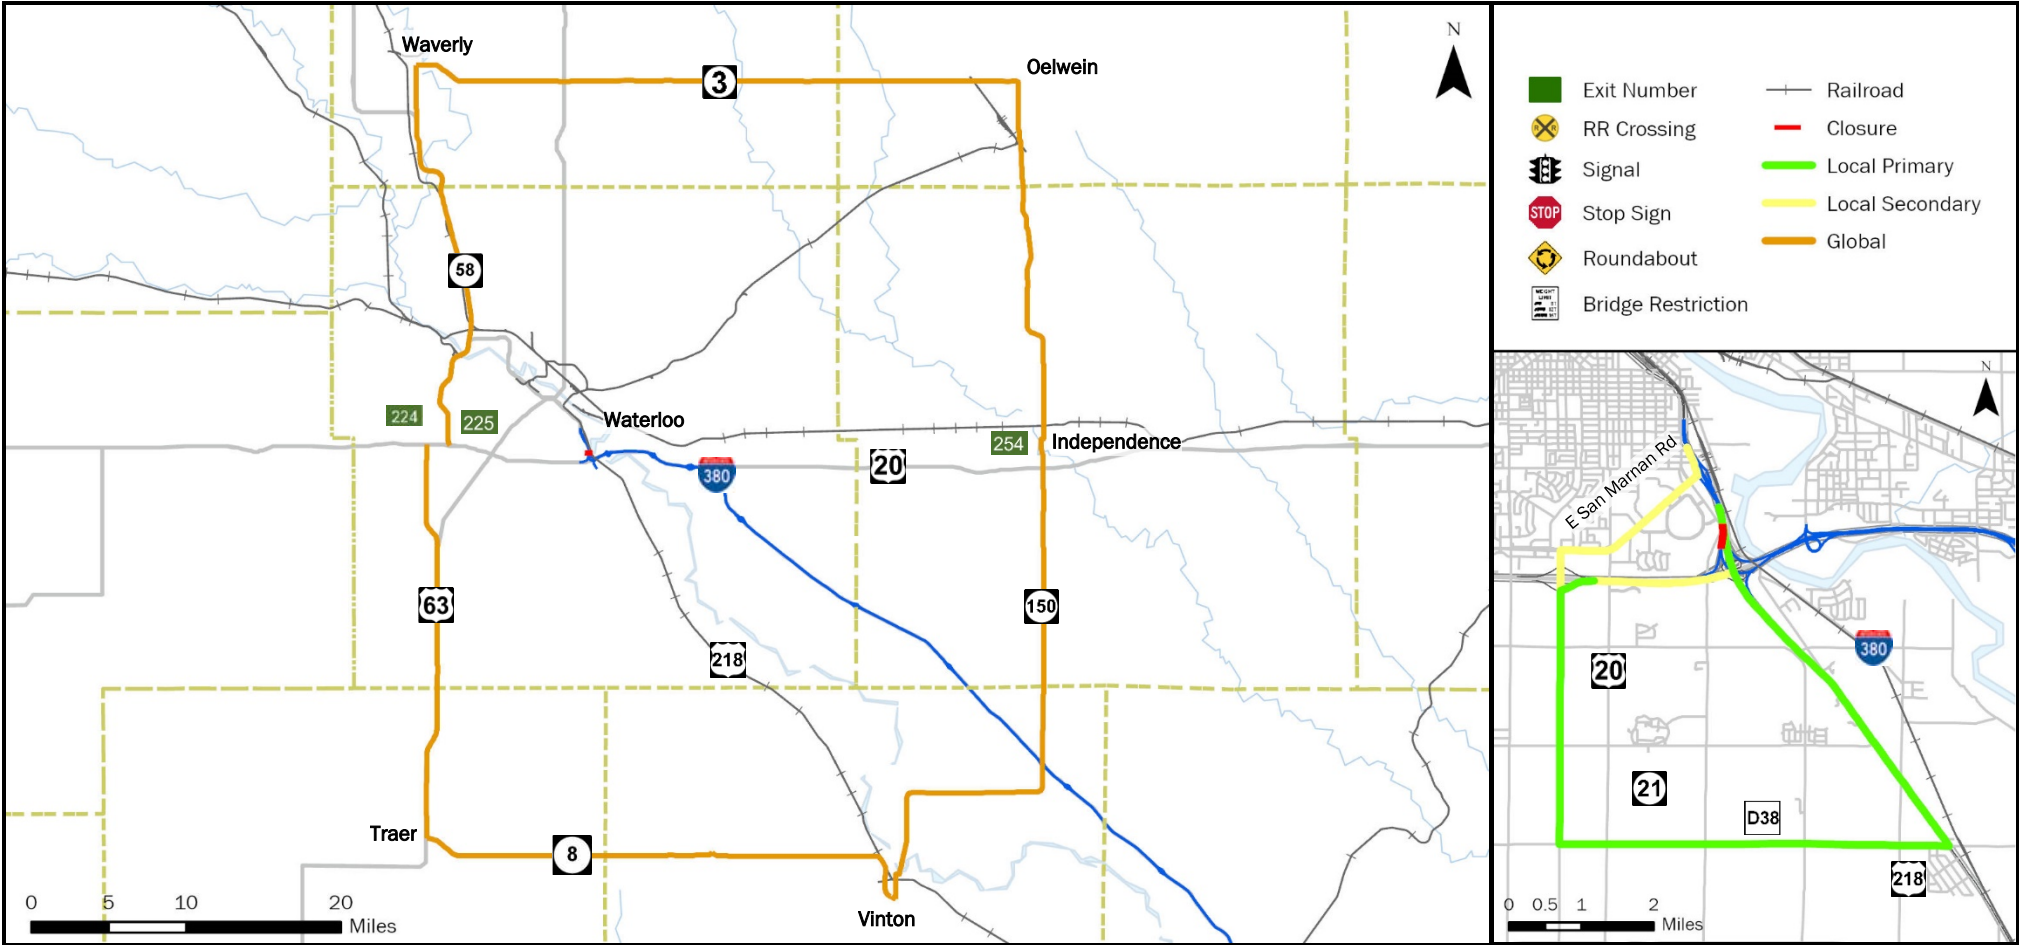 Waverly
3
Oelwein
N
58
224
225
Waterloo
254
Independence
20
380
63
150
218
Traer
8
Vinton
0 5 10 20
Miles
Exit Number
Railroad
RR Crossing
Closure
Signal
Local Primary
STOP
Stop Sign
Local Secondary
Roundabout
Global
WEIGHT
LIMIT
Bridge Restriction
N
E San Marnan Rd
380
20
21
D38
218
0 0.5 1 2
Miles